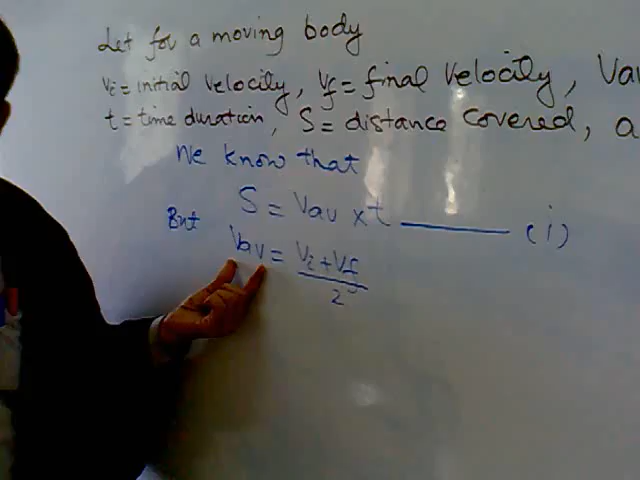 Let for a moving body
Vi = initial velocity, Vf = final velocity, Vav
t = time duration, S = distance covered, a
We know that
S = Vav x t ——— (i)
But
Vav = Vi + Vf / 2